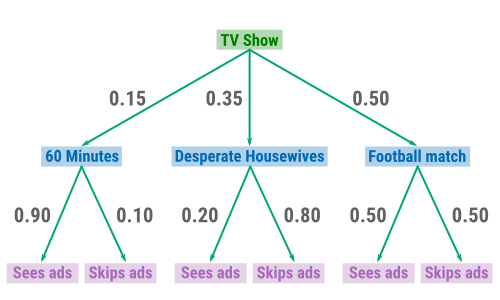 TV Show
0.15 0.35 0.50
60 Minutes Desperate Housewives Football match
0.90 0.10 0.20 0.80 0.50 0.50
Sees ads Skips ads Sees ads Skips ads Sees ads Skips ads